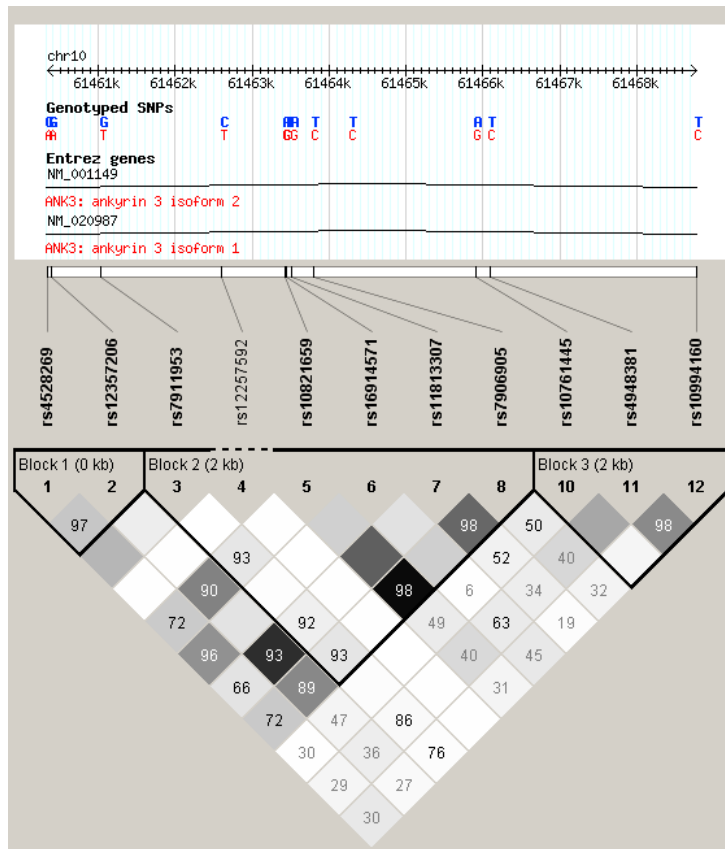 chr10
61461k 61462k 61463k 61464k 61465k 61466k 61467k 61468k
Genotyped SNPs
G C T T A T T
T T C C G C C
Entrez genes
NM_001149
ANK3: ankyrin 3 isoform 2
NM_020987
ANK3: ankyrin 3 isoform 1
rs4528269
rs12357206
rs7911953
rs12257592
rs10821659
rs16914571
rs11813307
rs7906905
rs10761445
rs4948381
rs10994160
Block 1 (0 kb) Block 2 (2 kb) Block 3 (2 kb)
1 2 3 4 5 6 7 8 10 11 12
97 98 50 98
93 52 40
90 98 6 34 32
72 92 49 63 19
96 93 93 40 45
66 89 31
72 47 86
30 36 76
29 27
30